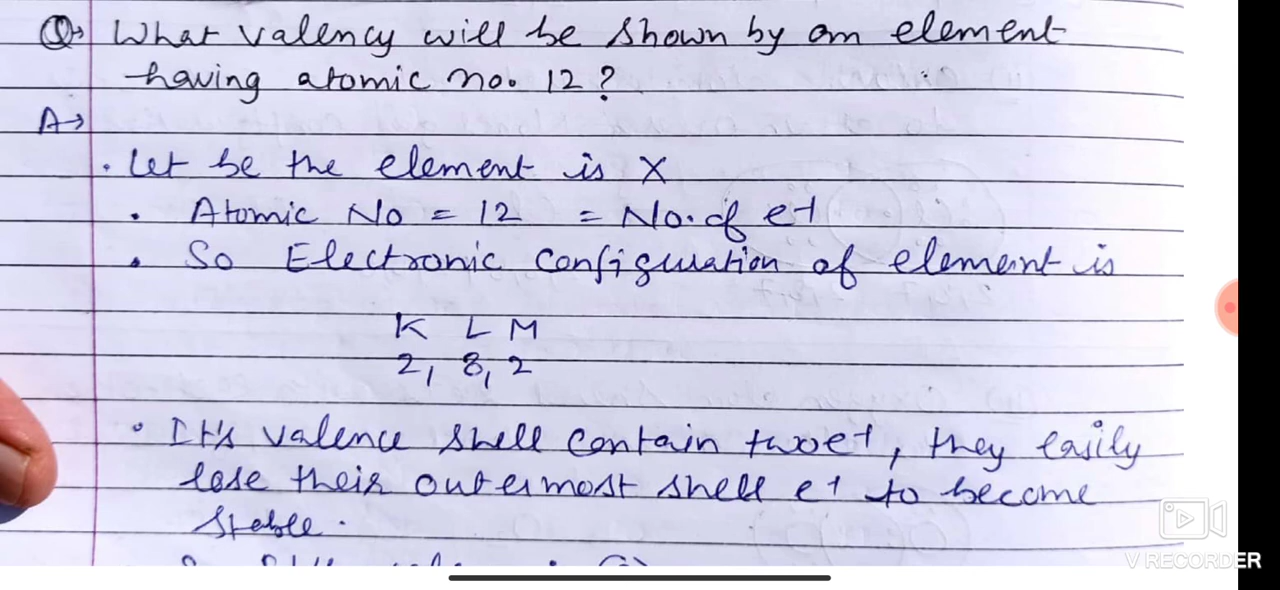 Q→ What valency will be shown by an element
having atomic no. 12?
A→
. Let be the element is X
. Atomic No = 12 = No. of e-
. So Electronic Configuration of element is
K L M
2, 8, 2
. It's valence shell contain two e-, they easily
lose their outermost shell e- to become
stable.
V RECORDER